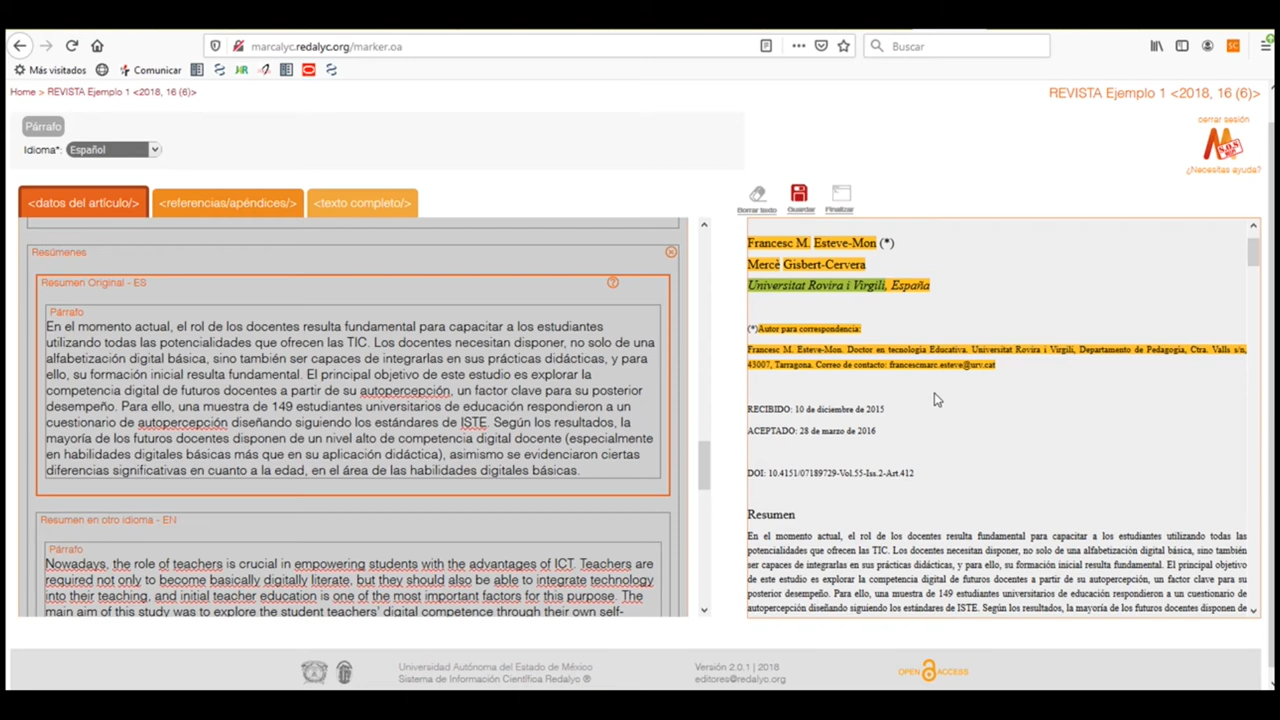 marcalyc.redalyc.org/marker.oa
Buscar
Más visitados
Comunicar
Home > REVISTA Ejemplo 1 <2018, 16 (6)>
REVISTA Ejemplo 1 <2018, 16 (6)>
cerrar sesión
¿Necesitas ayuda?
Párrafo
Idioma*: Español
<datos del artículo/>
<referencias/apéndices/>
<texto completo/>
Borrar texto
Guardar
Finalizar
Resúmenes
Resumen Original - ES
Párrafo
En el momento actual, el rol de los docentes resulta fundamental para capacitar a los estudiantes
utilizando todas las potencialidades que ofrecen las TIC. Los docentes necesitan disponer, no solo de una
alfabetización digital básica, sino también ser capaces de integrarlas en sus prácticas didácticas, y para
ello, su formación inicial resulta fundamental. El principal objetivo de este estudio es explorar la
competencia digital de futuros docentes a partir de su autopercepción, un factor clave para su posterior
desempeño. Para ello, una muestra de 149 estudiantes universitarios de educación respondieron a un
cuestionario de autopercepción diseñando siguiendo los estándares de ISTE. Según los resultados, la
mayoría de los futuros docentes disponen de un nivel alto de competencia digital docente (especialmente
en habilidades digitales básicas más que en su aplicación didáctica), asimismo se evidenciaron ciertas
diferencias significativas en cuanto a la edad, en el área de las habilidades digitales básicas.
Resumen en otro idioma - EN
Párrafo
Nowadays, the role of teachers is crucial in empowering students with the advantages of ICT. Teachers are
required not only to become basically digitally literate, but they should also be able to integrate technology
into their teaching, and initial teacher education is one of the most important factors for this purpose. The
main aim of this study was to explore the student teachers' digital competence through their own self-
Francesc M. Esteve-Mon (*)
Mercè Gisbert-Cervera
Universitat Rovira i Virgili, España
(*)Autor para correspondencia:
Francesc M. Esteve-Mon. Doctor en tecnología Educativa. Universitat Rovira i Virgili, Departamento de Pedagogía, Ctra. Valls s/n,
43007, Tarragona. Correo de contacto: francescmarc.esteve@urv.cat
RECIBIDO: 10 de diciembre de 2015
ACEPTADO: 28 de marzo de 2016
DOI: 10.4151/07189729-Vol.55-Iss.2-Art.412
Resumen
En el momento actual, el rol de los docentes resulta fundamental para capacitar a los estudiantes utilizando todas las
potencialidades que ofrecen las TIC. Los docentes necesitan disponer, no solo de una alfabetización digital básica, sino también
ser capaces de integrarlas en sus prácticas didácticas, y para ello, su formación inicial resulta fundamental. El principal objetivo
de este estudio es explorar la competencia digital de futuros docentes a partir de su autopercepción, un factor clave para su
posterior desempeño. Para ello, una muestra de 149 estudiantes universitarios de educación respondieron a un cuestionario de
autopercepción diseñando siguiendo los estándares de ISTE. Según los resultados, la mayoría de los futuros docentes disponen de
Universidad Autónoma del Estado de México
Sistema de Información Científica Redalyc ®
Versión 2.0.1 | 2018
editores@redalyc.org
OPEN ACCESS